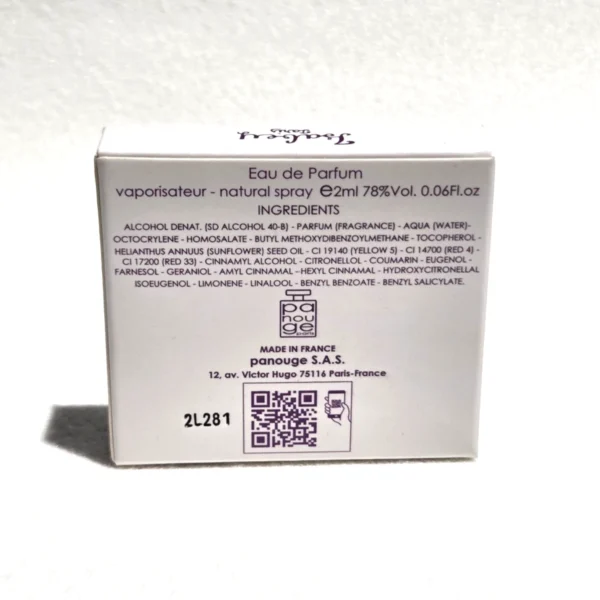 Isabey
Paris
Eau de Parfum
vaporisateur - natural spray ℮2ml 78%Vol. 0.06Fl.oz
INGREDIENTS
ALCOHOL DENAT. (SD ALCOHOL 40-B) - PARFUM (FRAGRANCE) - AQUA (WATER)-
OCTOCRYLENE - HOMOSALATE - BUTYL METHOXYDIBENZOYLMETHANE - TOCOPHEROL -
HELIANTHUS ANNUUS (SUNFLOWER) SEED OIL - CI 19140 (YELLOW 5) - CI 14700 (RED 4) -
CI 17200 (RED 33) - CINNAMYL ALCOHOL - CITRONELLOL - COUMARIN - EUGENOL -
FARNESOL - GERANIOL - AMYL CINNAMAL -HEXYL CINNAMAL - HYDROXYCITRONELLAL
ISOEUGENOL - LIMONENE - LINALOOL - BENZYL BENZOATE - BENZYL SALICYLATE.
pa
nou
ge
MADE IN FRANCE
panouge S.A.S.
12, av. Victor Hugo 75116 Paris-France
2L281